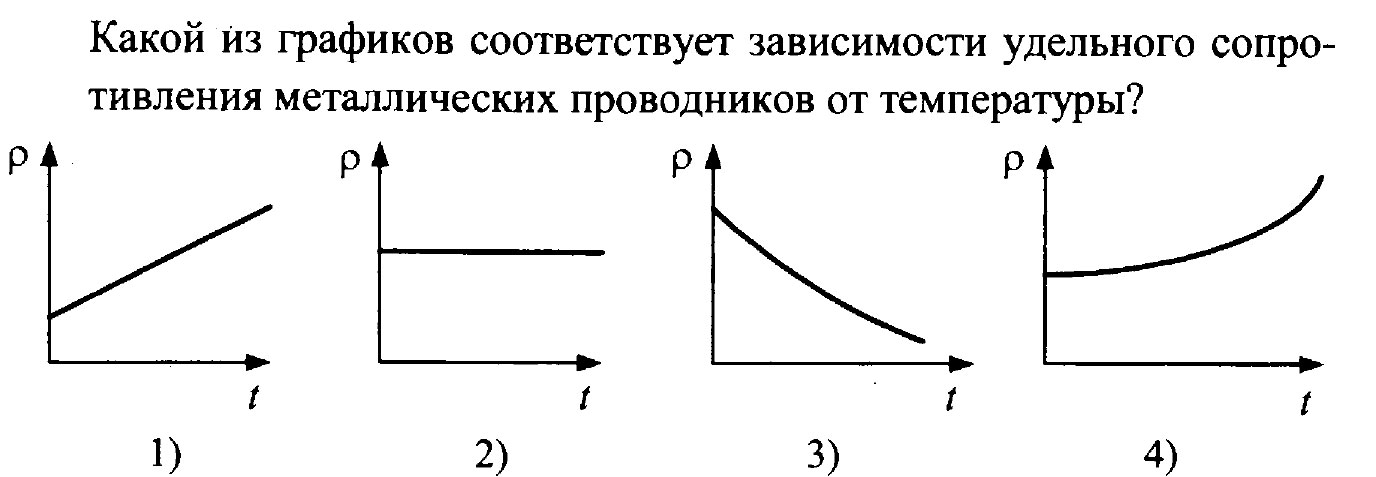 Какой из графиков соответствует зависимости удельного сопро-
тивления металлических проводников от температуры?
ρ ρ ρ ρ
t t t t
1) 2) 3) 4)